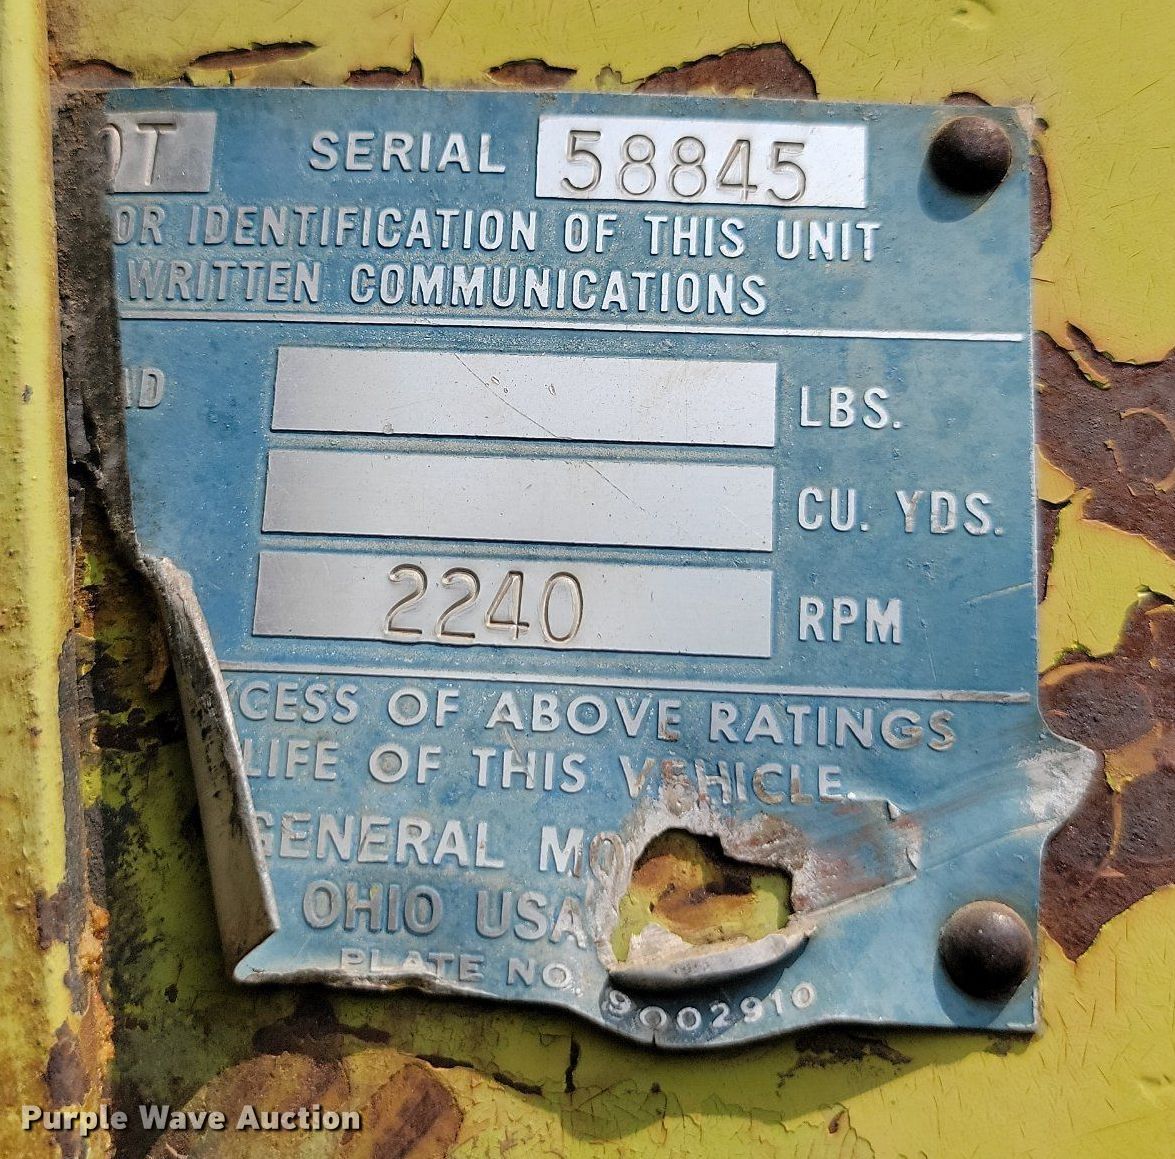 OT SERIAL 58845
OR IDENTIFICATION OF THIS UNIT
WRITTEN COMMUNICATIONS
LBS.
CU. YDS.
2240 RPM
XCESS OF ABOVE RATINGS
LIFE OF THIS VEHICLE.
GENERAL MO
OHIO USA
PLATE NO. 9002910
Purple Wave Auction